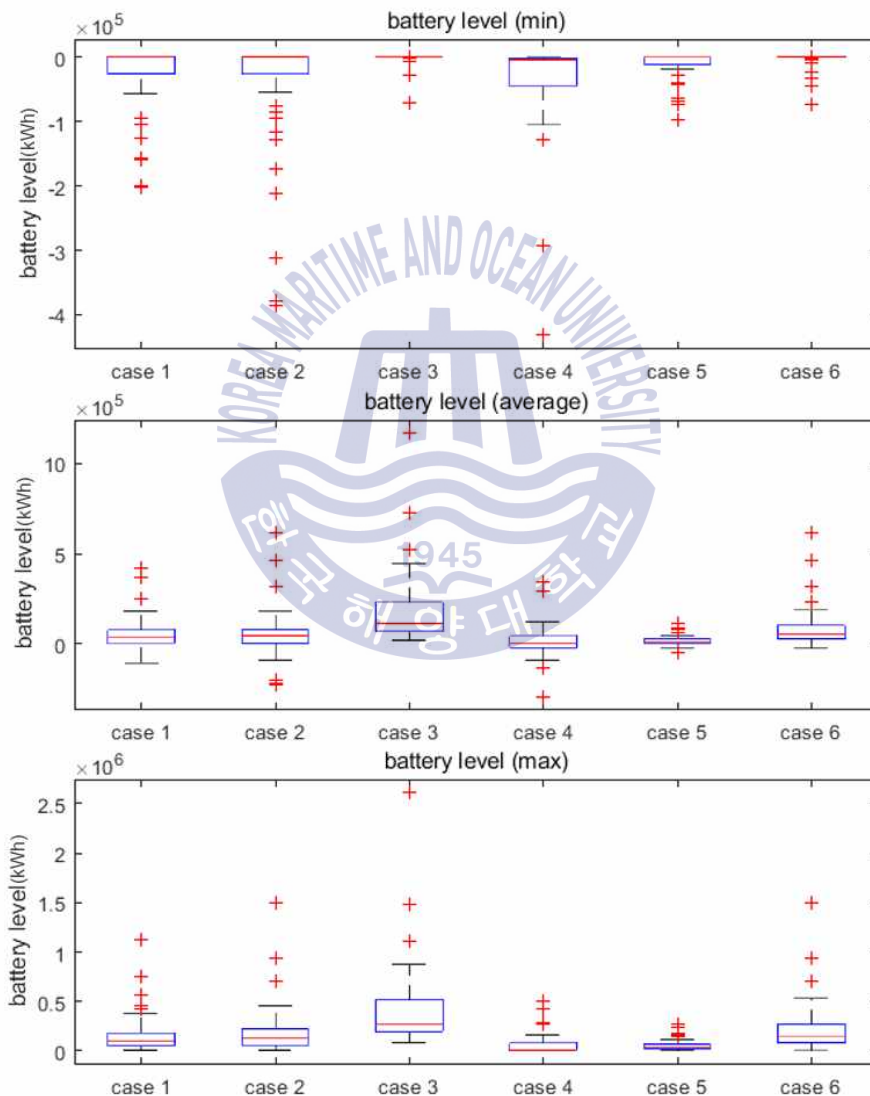 battery level (min)
×10⁵
0
-1
-2
-3
-4
battery level(kWh)
case 1 case 2 case 3 case 4 case 5 case 6
battery level (average)
×10⁵
10
5
0
battery level(kWh)
case 1 case 2 case 3 case 4 case 5 case 6
battery level (max)
×10⁶
2.5
2
1.5
1
0.5
0
battery level(kWh)
case 1 case 2 case 3 case 4 case 5 case 6
KOREA MARITIME AND OCEAN UNIVERSITY
1945
한국해양대학교